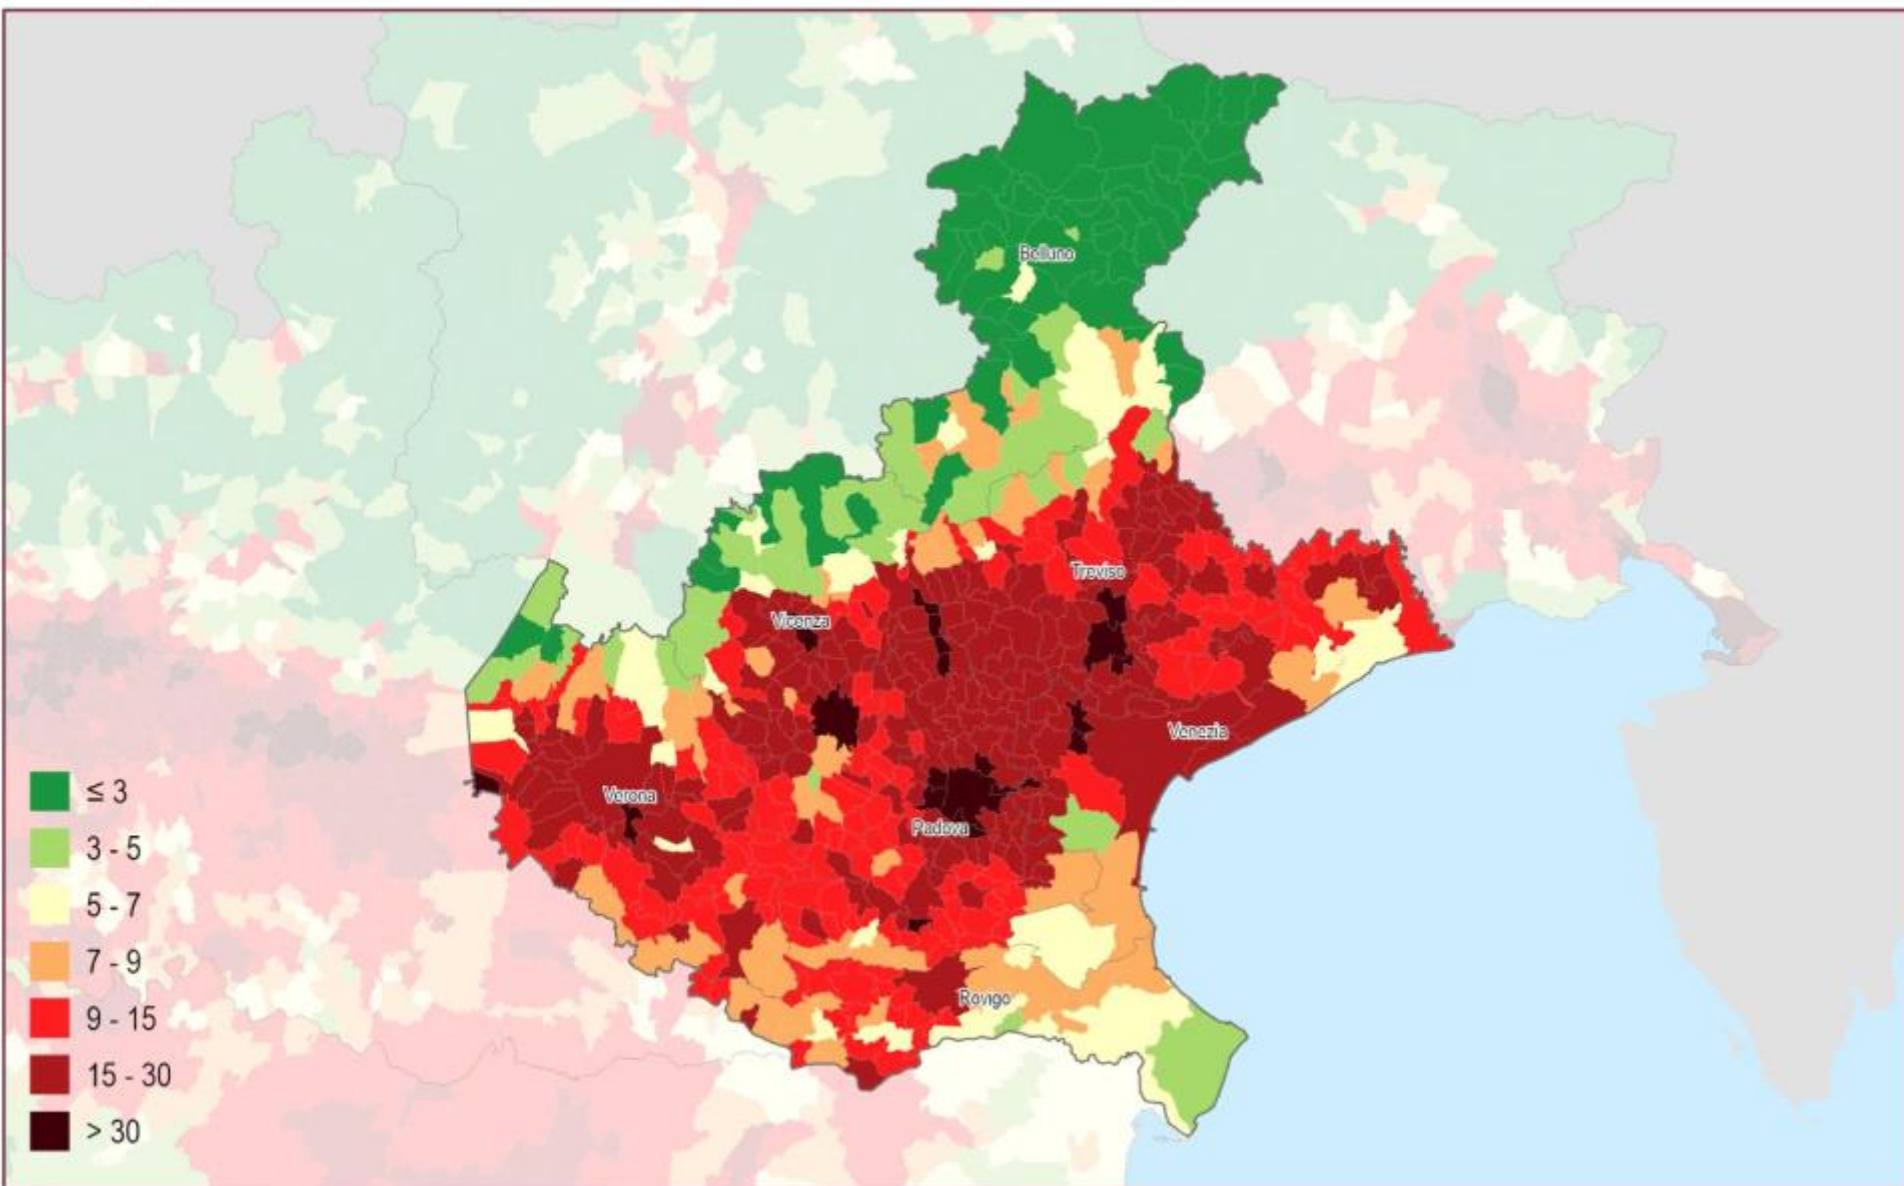 Belluno
Treviso
Vicenza
Venezia
Verona
Padova
Rovigo
≤ 3
3 - 5
5 - 7
7 - 9
9 - 15
15 - 30
> 30